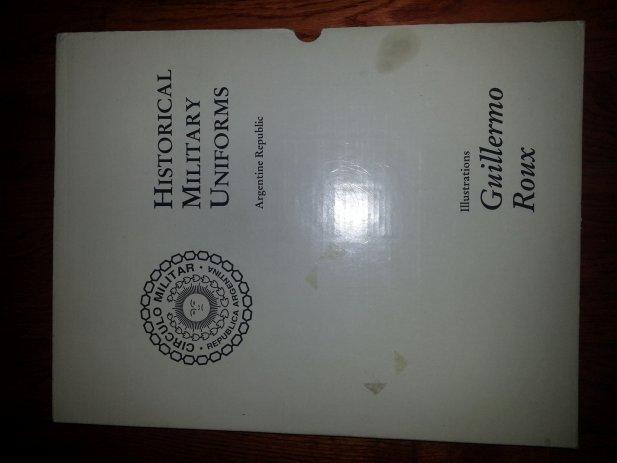 HISTORICAL
MILITARY
UNIFORMS
Argentine Republic
CIRCULO MILITAR
· REPUBLICA ARGENTINA ·
Illustrations
Guillermo
Roux